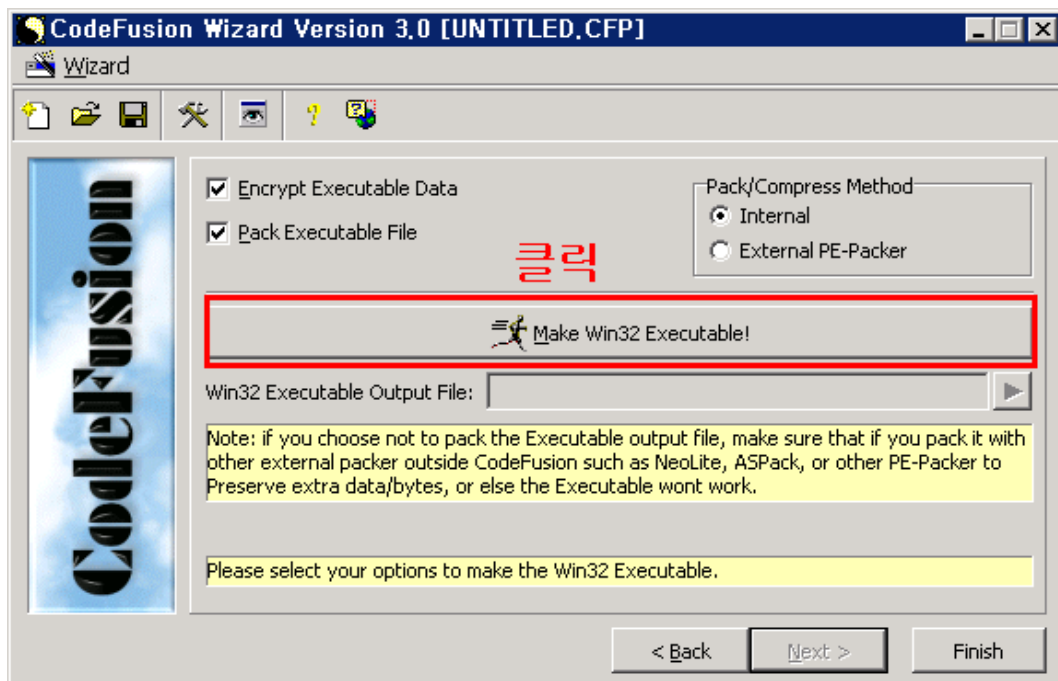 CodeFusion Wizard Version 3,0 [UNTITLED,CFP]
Wizard
CodeFusion
Encrypt Executable Data
Pack Executable File
Pack/Compress Method
Internal
External PE-Packer
클릭
Make Win32 Executable!
Win32 Executable Output File:
Note: if you choose not to pack the Executable output file, make sure that if you pack it with
other external packer outside CodeFusion such as NeoLite, ASPack, or other PE-Packer to
Preserve extra data/bytes, or else the Executable wont work.
Please select your options to make the Win32 Executable.
< Back
Next >
Finish